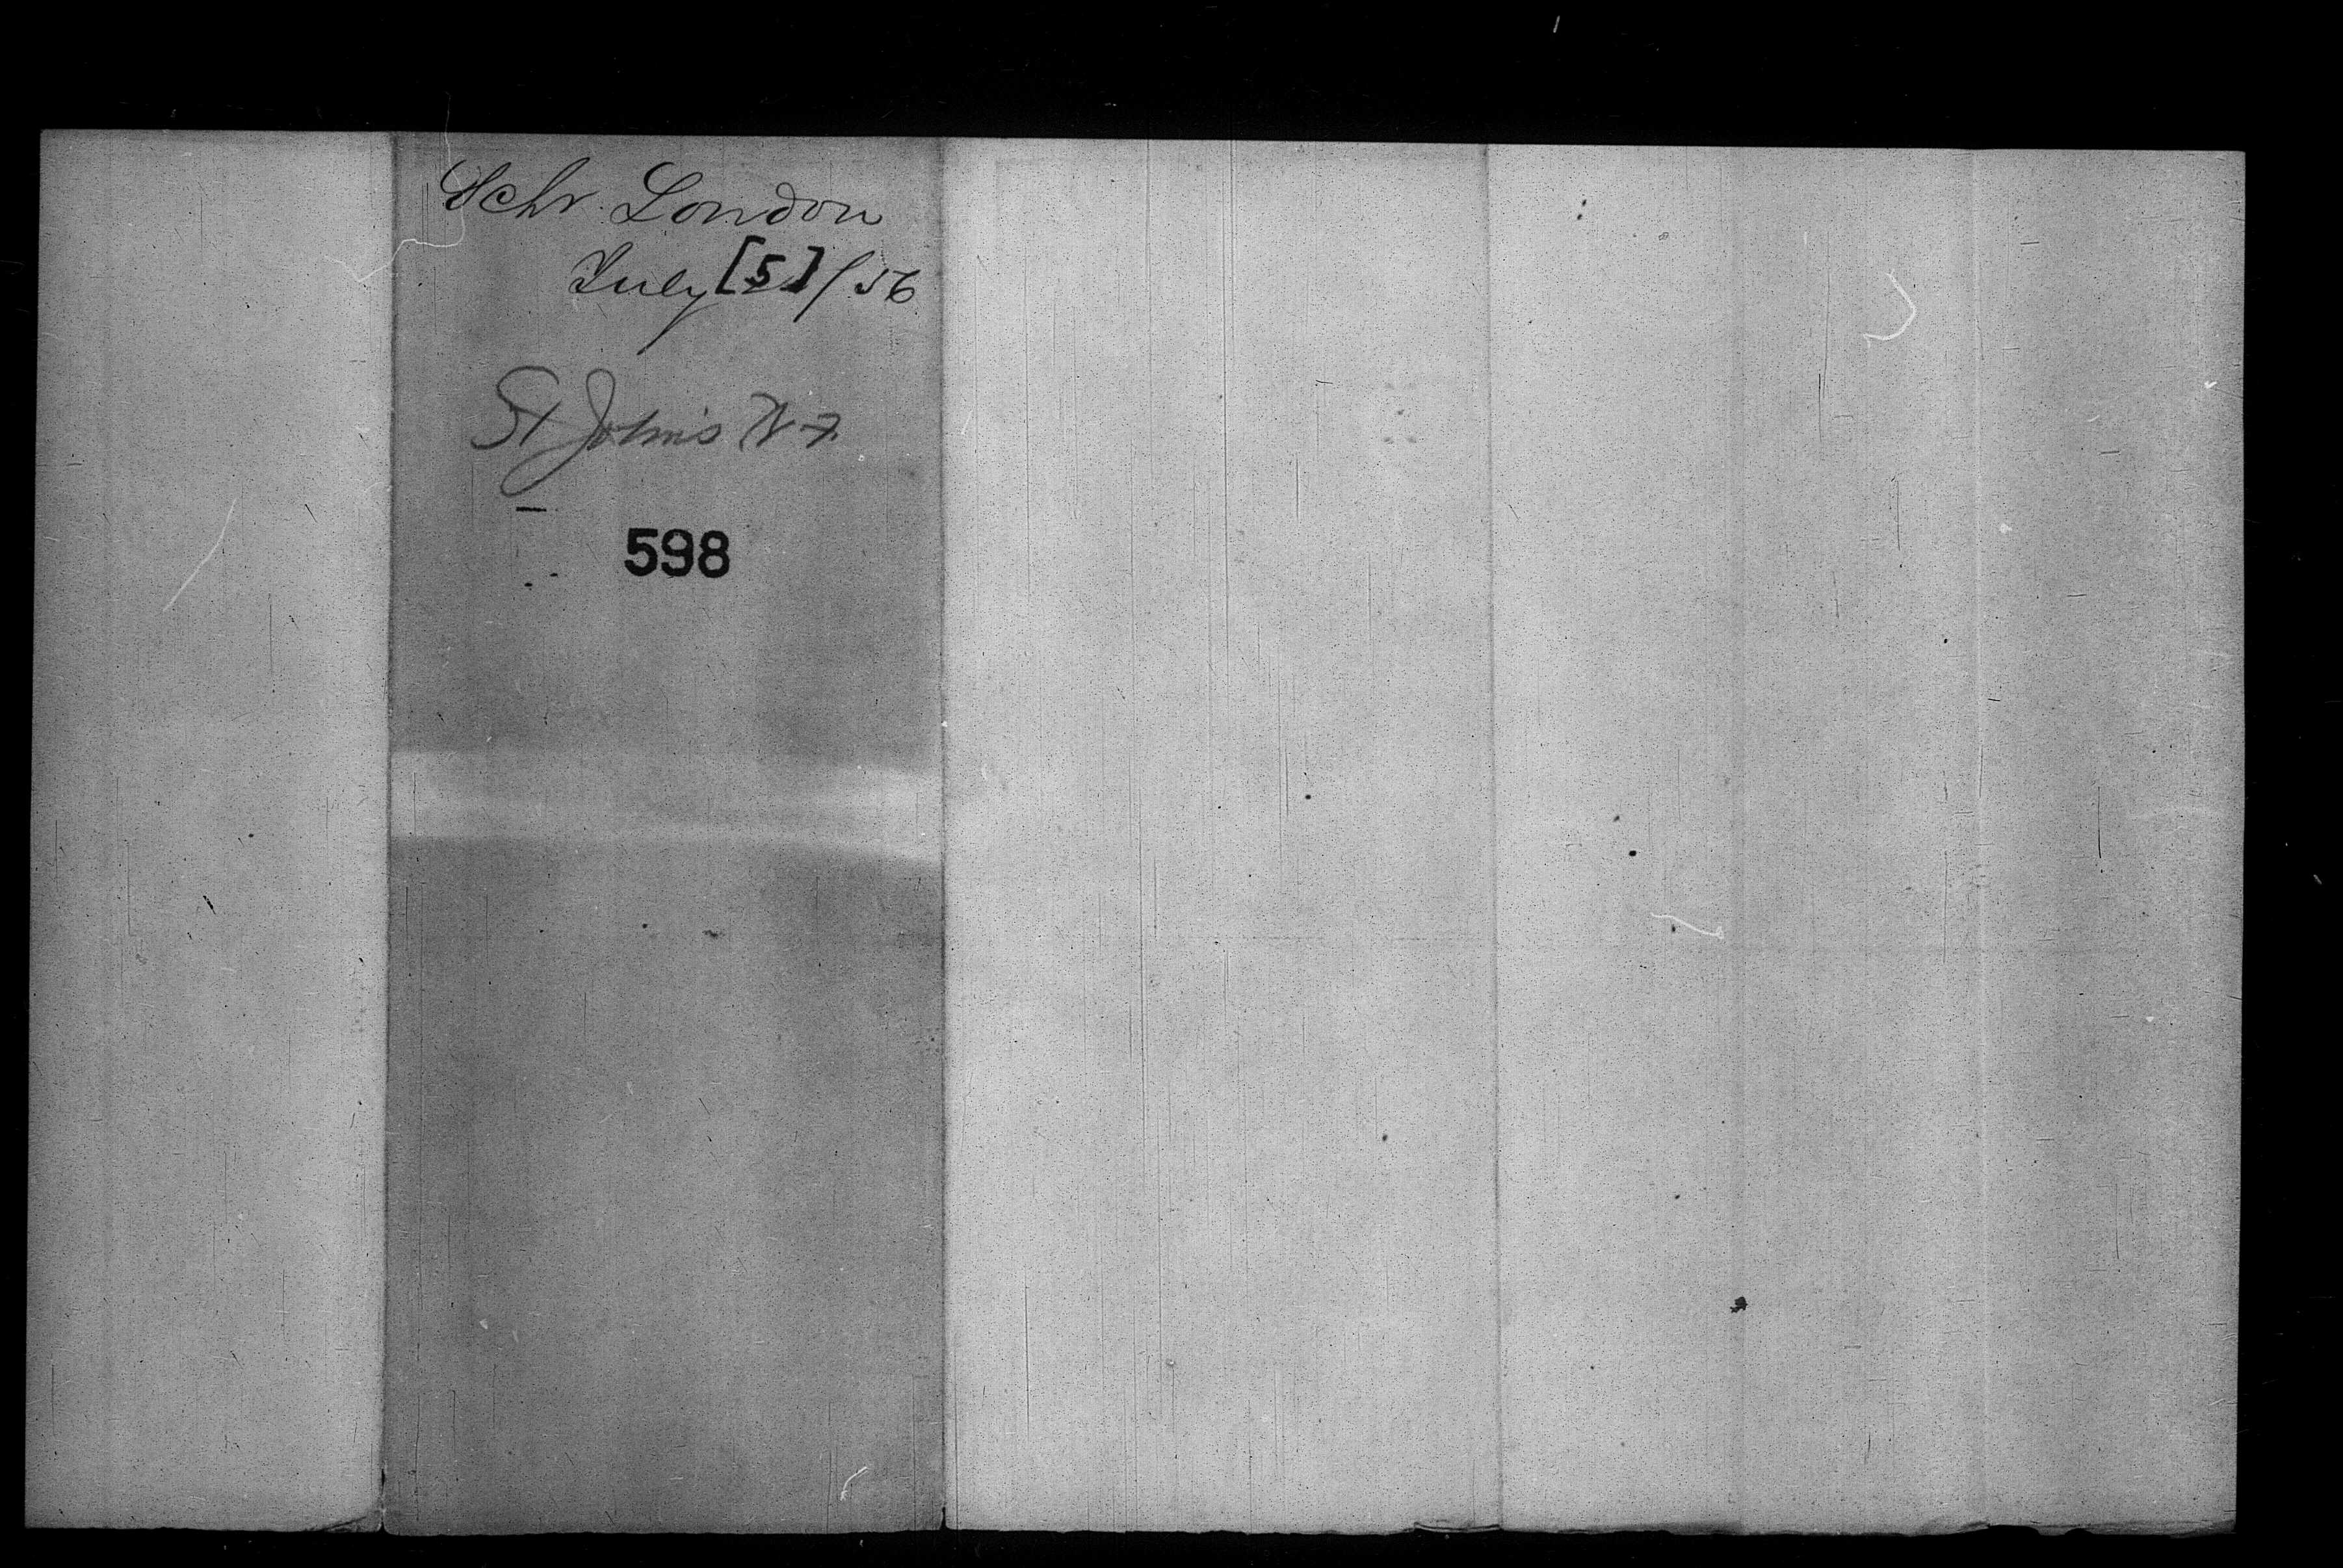 Schr. London
July [5]/56
St John's N F.
598